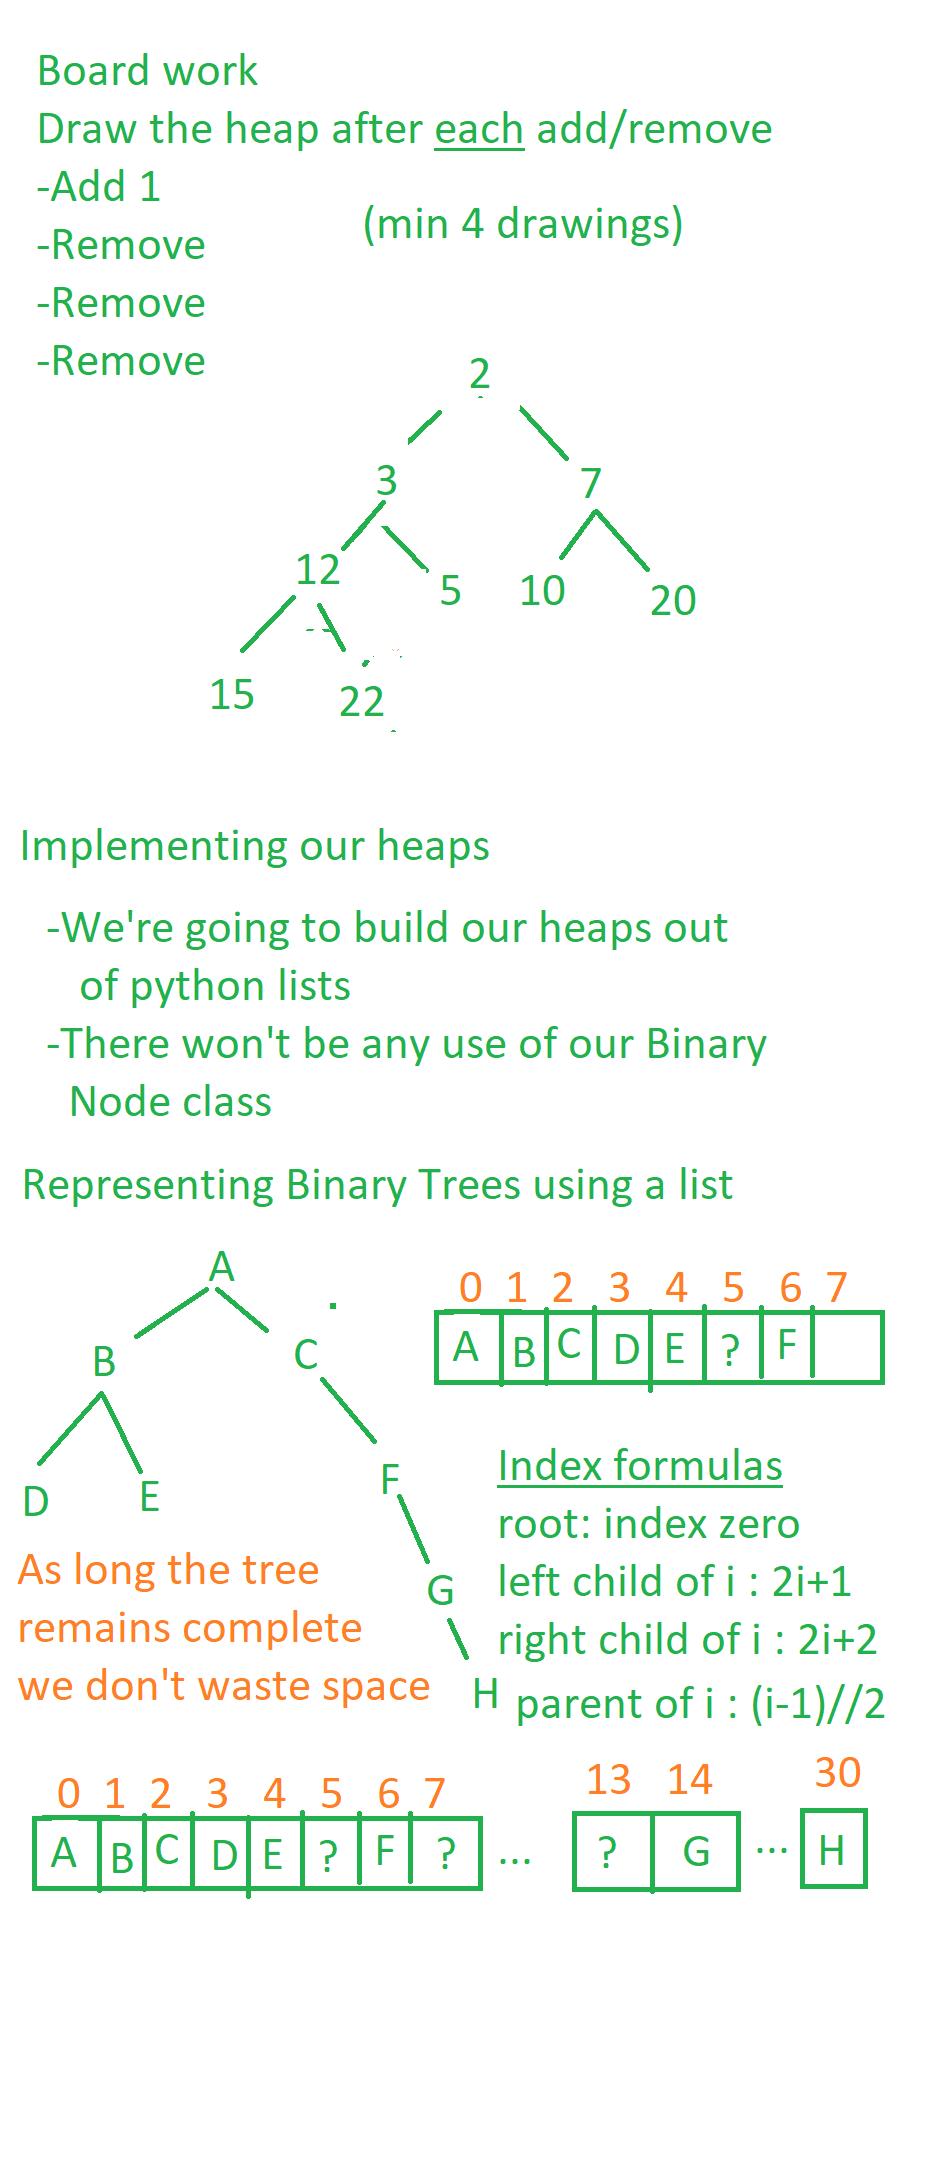 Board work
Draw the heap after each add/remove
-Add 1
(min 4 drawings)
-Remove
-Remove
-Remove
2
3 7
12 5 10 20
15 22
Implementing our heaps
-We're going to build our heaps out
of python lists
-There won't be any use of our Binary
Node class
Representing Binary Trees using a list
A
B C
D E F
G
H
0 1 2 3 4 5 6 7
A B C D E ? F
Index formulas
root: index zero
left child of i : 2i+1
right child of i : 2i+2
parent of i : (i-1)//2
As long the tree
remains complete
we don't waste space
0 1 2 3 4 5 6 7 13 14 30
A B C D E ? F ? ... ? G ... H